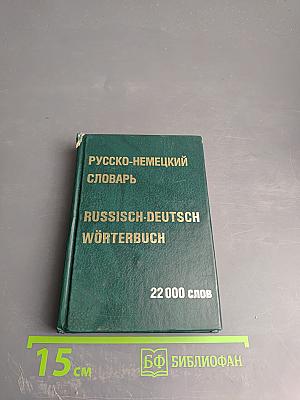 РУССКО-НЕМЕЦКИЙ
СЛОВАРЬ
RUSSISCH-DEUTSCH
WÖRTERBUCH
22 000 слов
15 см
БФ БИБЛИОФАН